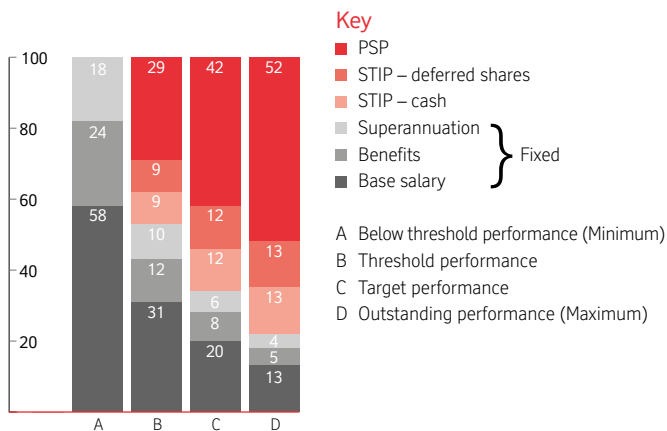 100
80
60
40
20
18
24
58
29
9
9
10
12
31
42
12
12
6
8
20
52
13
13
4
5
13
A B C D
Key
PSP
STIP – deferred shares
STIP – cash
Superannuation
Benefits
Base salary
Fixed
A Below threshold performance (Minimum)
B Threshold performance
C Target performance
D Outstanding performance (Maximum)